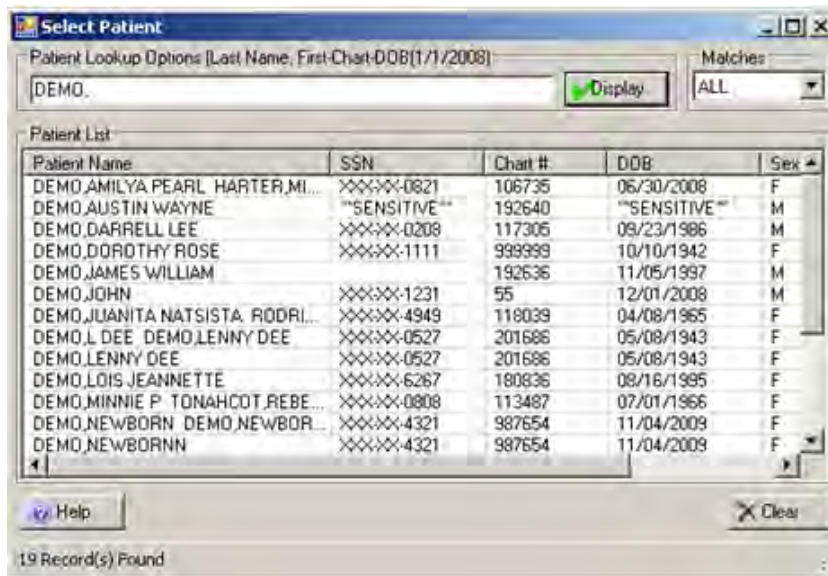 Select Patient
Patient Lookup Options (Last Name, First-Chart-DOB(1/1/2008) Matches
DEMO, Display ALL
Patient List
Patient Name SSN Chart # DOB Sex
DEMO,AMILYA PEARL HARTER,MI... XXX-XX-0821 106735 06/30/2008 F
DEMO,AUSTIN WAYNE **SENSITIVE** 192640 **SENSITIVE** M
DEMO,DARRELL LEE XXX-XX-0209 117305 09/23/1986 M
DEMO,DOROTHY ROSE XXX-XX-1111 999999 10/10/1942 F
DEMO,JAMES WILLIAM 192636 11/05/1997 M
DEMO,JOHN XXX-XX-1231 55 12/01/2008 M
DEMO,JUANITA NATSISTA RODRI... XXX-XX-4949 118039 04/08/1965 F
DEMO,L DEE DEMO,LENNY DEE XXX-XX-0527 201686 05/08/1943 F
DEMO,LENNY DEE XXX-XX-0527 201686 05/08/1943 F
DEMO,LOIS JEANNETTE XXX-XX-6267 180836 08/16/1995 F
DEMO,MINNIE P TONAHCOT,REBE... XXX-XX-0808 113487 07/01/1966 F
DEMO,NEWBORN DEMO,NEWBOR... XXX-XX-4321 987654 11/04/2009 F
DEMO,NEWBORNN XXX-XX-4321 987654 11/04/2009 F
Help Clear
19 Record(s) Found